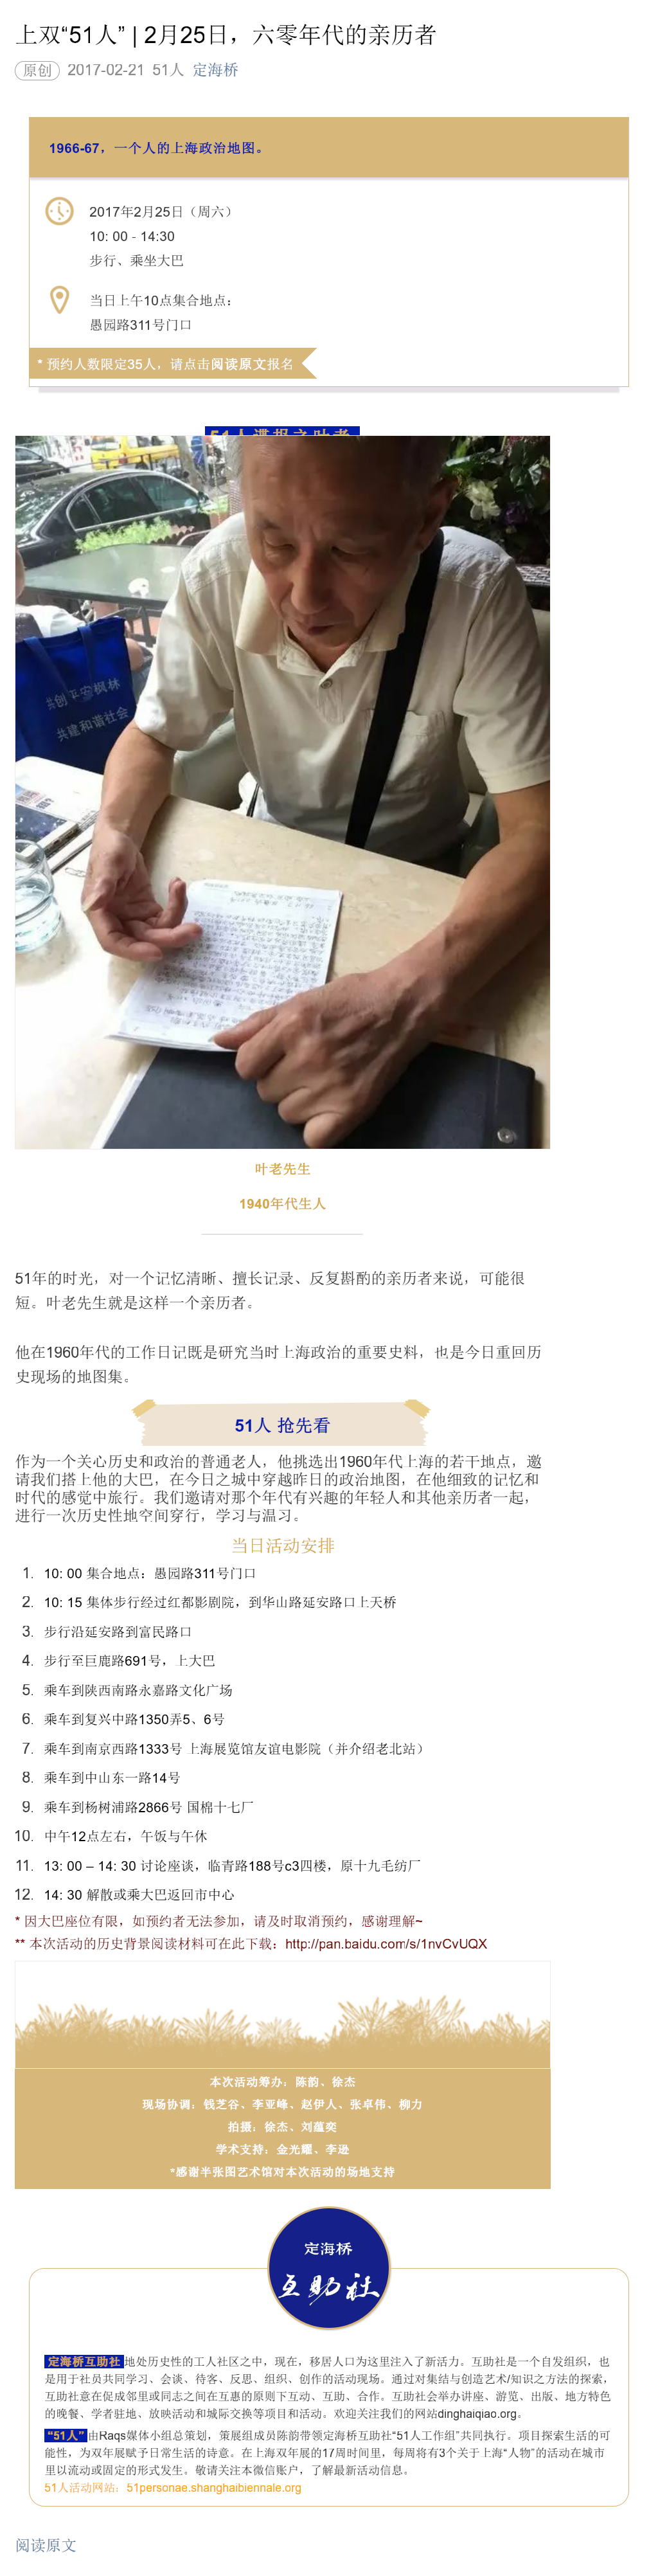 上双“51人” | 2月25日，六零年代的亲历者
原创 2017-02-21 51人 定海桥
1966-67，一个人的上海政治地图。
2017年2月25日（周六）
10: 00 - 14:30
步行、乘坐大巴
当日上午10点集合地点：
愚园路311号门口
* 预约人数限定35人，请点击阅读原文报名
共建和谐社会
叶老先生
1940年代生人
51年的时光，对一个记忆清晰、擅长记录、反复斟酌的亲历者来说，可能很
短。叶老先生就是这样一个亲历者。
他在1960年代的工作日记既是研究当时上海政治的重要史料，也是今日重回历
史现场的地图集。
51人 抢先看
作为一个关心历史和政治的普通老人，他挑选出1960年代上海的若干地点，邀
请我们搭上他的大巴，在今日之城中穿越昨日的政治地图，在他细致的记忆和
时代的感觉中旅行。我们邀请对那个年代有兴趣的年轻人和其他亲历者一起，
进行一次历史性地空间穿行，学习与温习。
当日活动安排
1. 10: 00 集合地点：愚园路311号门口
2. 10: 15 集体步行经过红都影剧院，到华山路延安路口上天桥
3. 步行沿延安路到富民路口
4. 步行至巨鹿路691号，上大巴
5. 乘车到陕西南路永嘉路文化广场
6. 乘车到复兴中路1350弄5、6号
7. 乘车到南京西路1333号 上海展览馆友谊电影院（并介绍老北站）
8. 乘车到中山东一路14号
9. 乘车到杨树浦路2866号 国棉十七厂
10. 中午12点左右，午饭与午休
11. 13: 00 – 14: 30 讨论座谈，临青路188号c3四楼，原十九毛纺厂
12. 14: 30 解散或乘大巴返回市中心
* 因大巴座位有限，如预约者无法参加，请及时取消预约，感谢理解~
** 本次活动的历史背景阅读材料可在此下载：http://pan.baidu.com/s/1nvCvUQX
本次活动筹办：陈韵、徐杰
现场协调：钱芝谷、李亚峰、赵伊人、张卓伟、柳力
拍摄：徐杰、刘蕴奕
学术支持：金光耀、李逊
*感谢半张图艺术馆对本次活动的场地支持
定海桥
互助社
定海桥互助社 地处历史性的工人社区之中，现在，移居人口为这里注入了新活力。互助社是一个自发组织，也
是用于社员共同学习、会谈、待客、反思、组织、创作的活动现场。通过对集结与创造艺术/知识之方法的探索，
互助社意在促成邻里或同志之间在互惠的原则下互动、互助、合作。互助社会举办讲座、游览、出版、地方特色
的晚餐、学者驻地、放映活动和城际交换等项目和活动。欢迎关注我们的网站dinghaiqiao.org。
“51人” 由Raqs媒体小组总策划，策展组成员陈韵带领定海桥互助社“51人工作组”共同执行。项目探索生活的可
能性，为双年展赋予日常生活的诗意。在上海双年展的17周时间里，每周将有3个关于上海“人物”的活动在城市
里以流动或固定的形式发生。敬请关注本微信账户，了解最新活动信息。
51人活动网站：51personae.shanghaibiennale.org
阅读原文